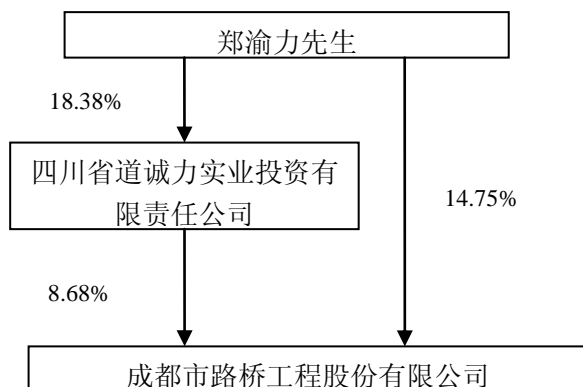 郑渝力先生
18.38%
四川省道诚力实业投资有
限责任公司
14.75%
8.68%
成都市路桥工程股份有限公司